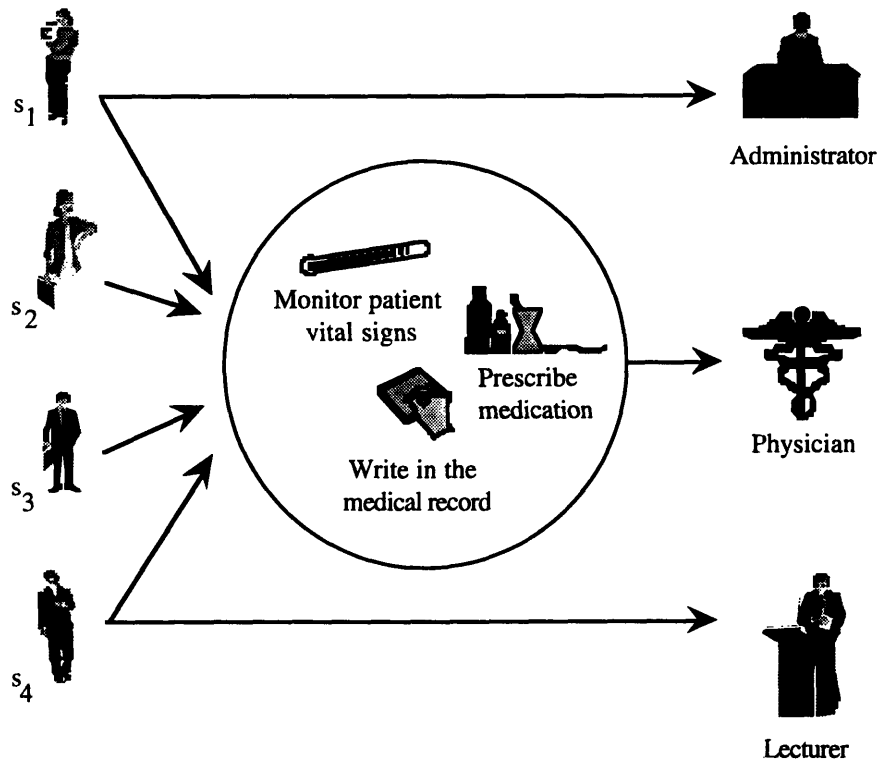 s1
Administrator
s2
Monitor patient
vital signs
Prescribe
medication
Physician
s3
Write in the
medical record
s4
Lecturer